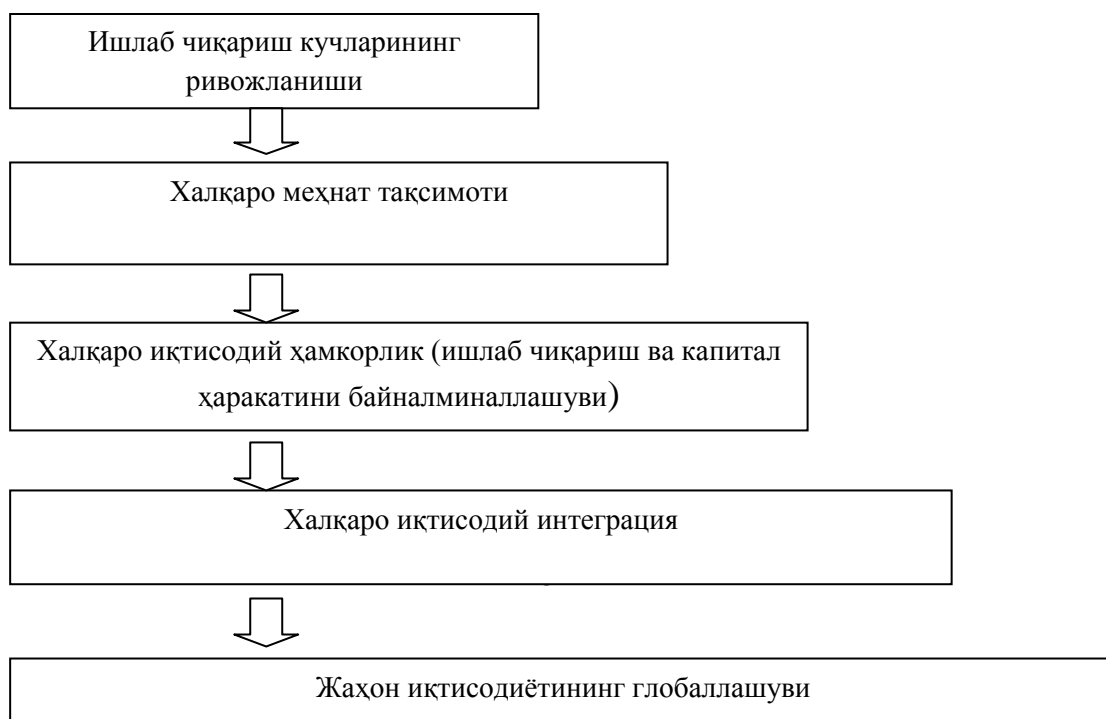 Ишлаб чиқариш кучларининг
ривожланиши
Халқаро меҳнат тақсимоти
Халқаро иқтисодий ҳамкорлик (ишлаб чиқариш ва капитал
ҳаракатини байналминаллашуви)
Халқаро иқтисодий интеграция
Жаҳон иқтисодиётининг глобаллашуви